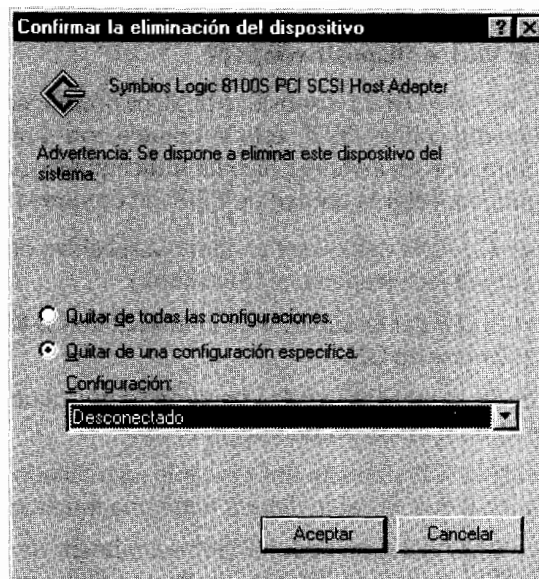 Confirmar la eliminación del dispositivo
Symbios Logic 8100S PCI SCSI Host Adapter
Advertencia: Se dispone a eliminar este dispositivo del
sistema.
Quitar de todas las configuraciones.
Quitar de una configuración específica.
Configuración:
Desconectado
Aceptar
Cancelar